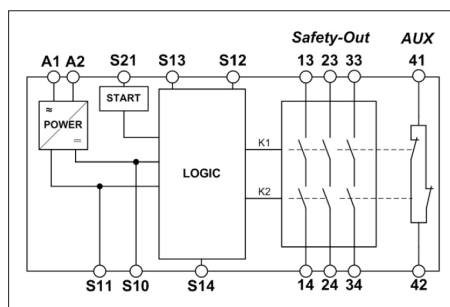 Safety-Out AUX
A1 A2 S21 S13 S12 13 23 33 41
START
≂
POWER
⎓
LOGIC
K1
K2
S11 S10 S14 14 24 34 42